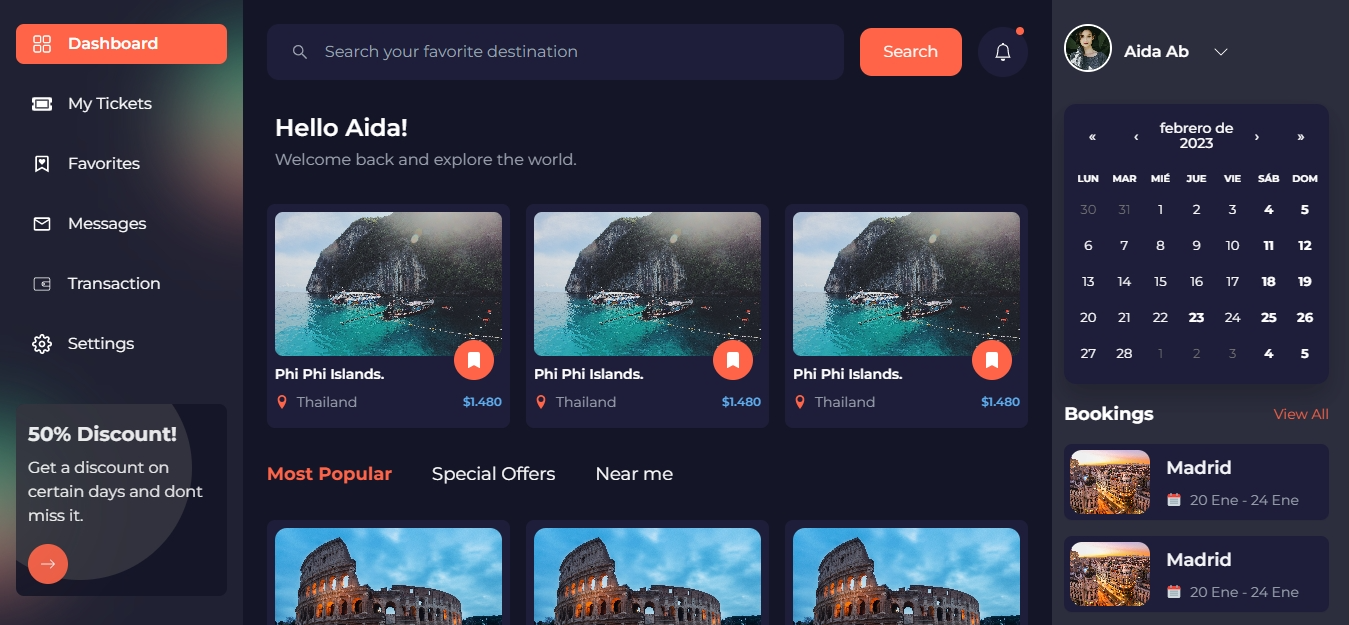 Dashboard
My Tickets
Favorites
Messages
Transaction
Settings
50% Discount!
Get a discount on
certain days and dont
miss it.
Search your favorite destination
Search
Hello Aida!
Welcome back and explore the world.
Phi Phi Islands.
Thailand $1.480
Phi Phi Islands.
Thailand $1.480
Phi Phi Islands.
Thailand $1.480
Most Popular Special Offers Near me
Aida Ab
« ‹ febrero de › »
2023
LUN MAR MIÉ JUE VIE SÁB DOM
30 31 1 2 3 4 5
6 7 8 9 10 11 12
13 14 15 16 17 18 19
20 21 22 23 24 25 26
27 28 1 2 3 4 5
Bookings View All
Madrid
20 Ene - 24 Ene
Madrid
20 Ene - 24 Ene